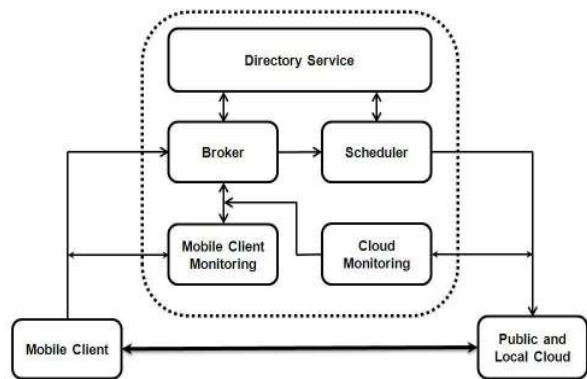 Directory Service
Broker
Scheduler
Mobile Client
Monitoring
Cloud
Monitoring
Mobile Client
Public and
Local Cloud